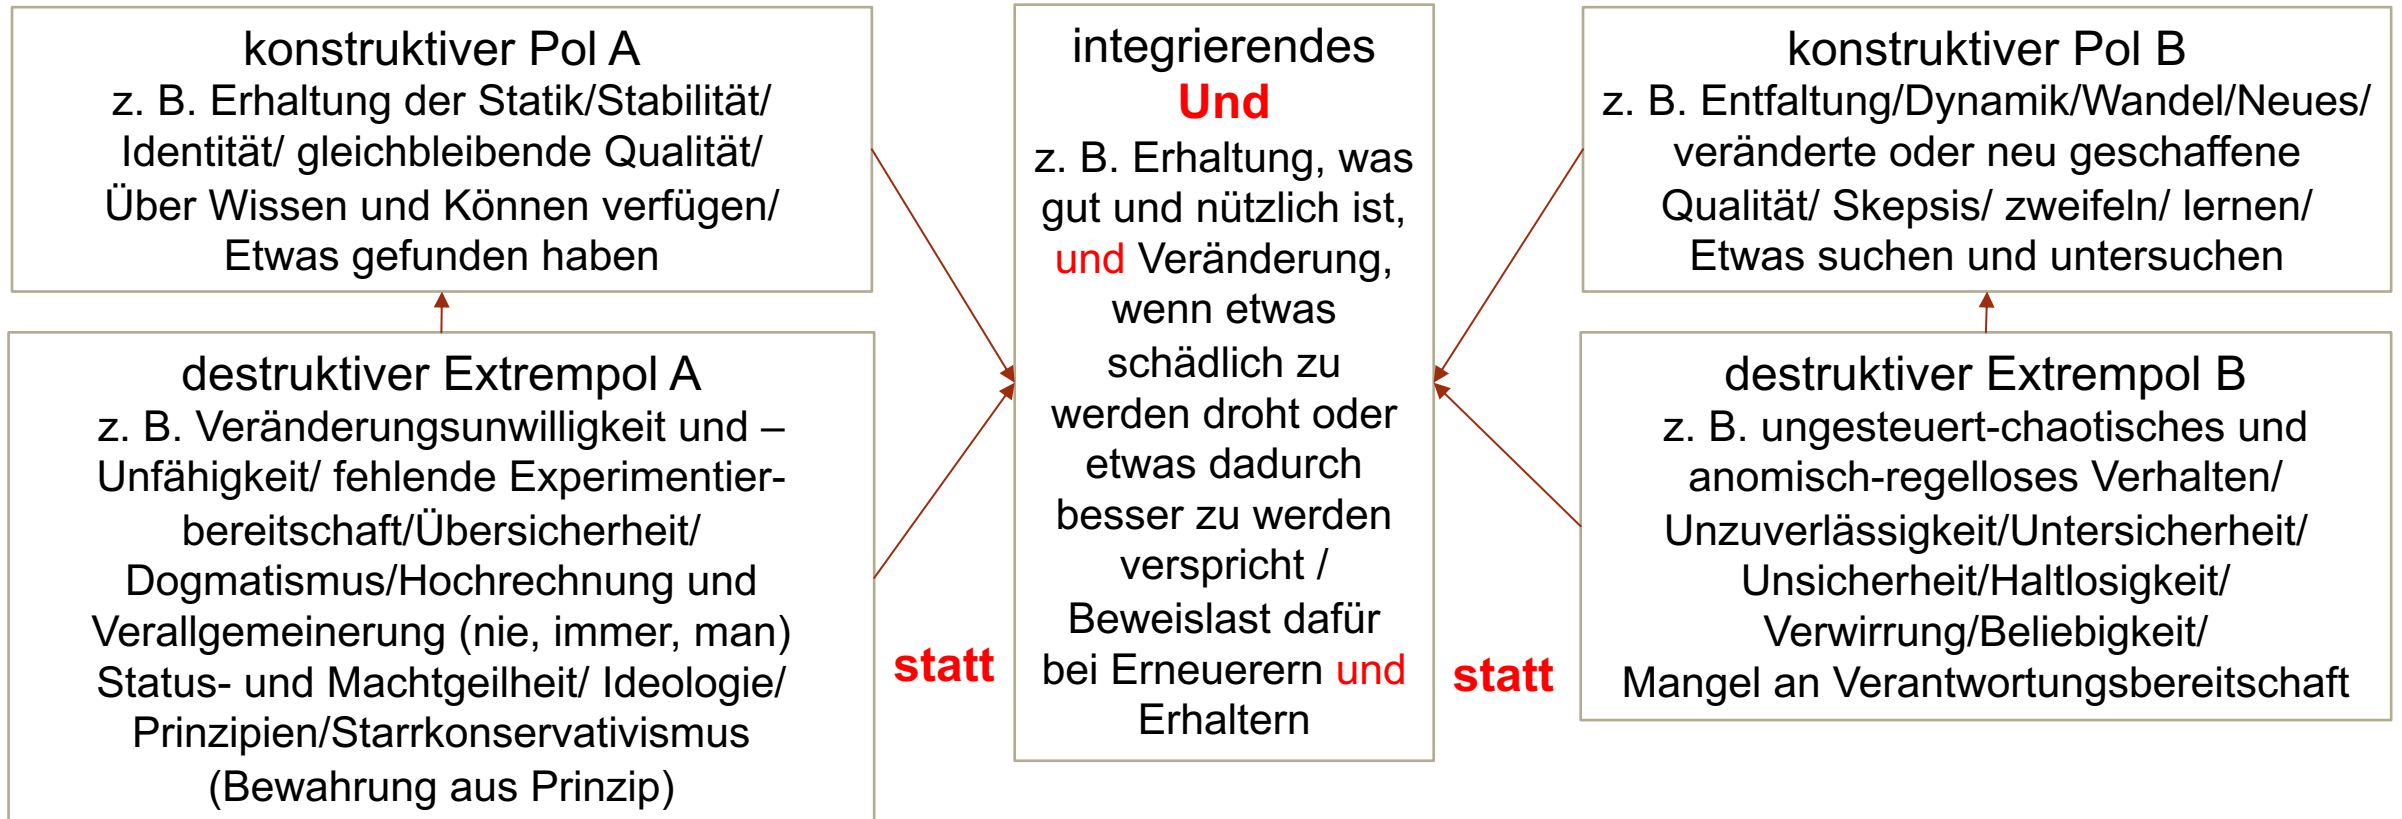 konstruktiver Pol A
z. B. Erhaltung der Statik/Stabilität/
Identität/ gleichbleibende Qualität/
Über Wissen und Können verfügen/
Etwas gefunden haben
destruktiver Extrempol A
z. B. Veränderungsunwilligkeit und –
Unfähigkeit/ fehlende Experimentier-
bereitschaft/Übersicherheit/
Dogmatismus/Hochrechnung und
Verallgemeinerung (nie, immer, man)
Status- und Machtgeilheit/ Ideologie/
Prinzipien/Starrkonservativismus
(Bewahrung aus Prinzip)
statt
integrierendes
Und
z. B. Erhaltung, was
gut und nützlich ist,
und Veränderung,
wenn etwas
schädlich zu
werden droht oder
etwas dadurch
besser zu werden
verspricht /
Beweislast dafür
bei Erneuerern und
Erhaltern
statt
konstruktiver Pol B
z. B. Entfaltung/Dynamik/Wandel/Neues/
veränderte oder neu geschaffene
Qualität/ Skepsis/ zweifeln/ lernen/
Etwas suchen und untersuchen
destruktiver Extrempol B
z. B. ungesteuert-chaotisches und
anomisch-regelloses Verhalten/
Unzuverlässigkeit/Untersicherheit/
Unsicherheit/Haltlosigkeit/
Verwirrung/Beliebigkeit/
Mangel an Verantwortungsbereitschaft